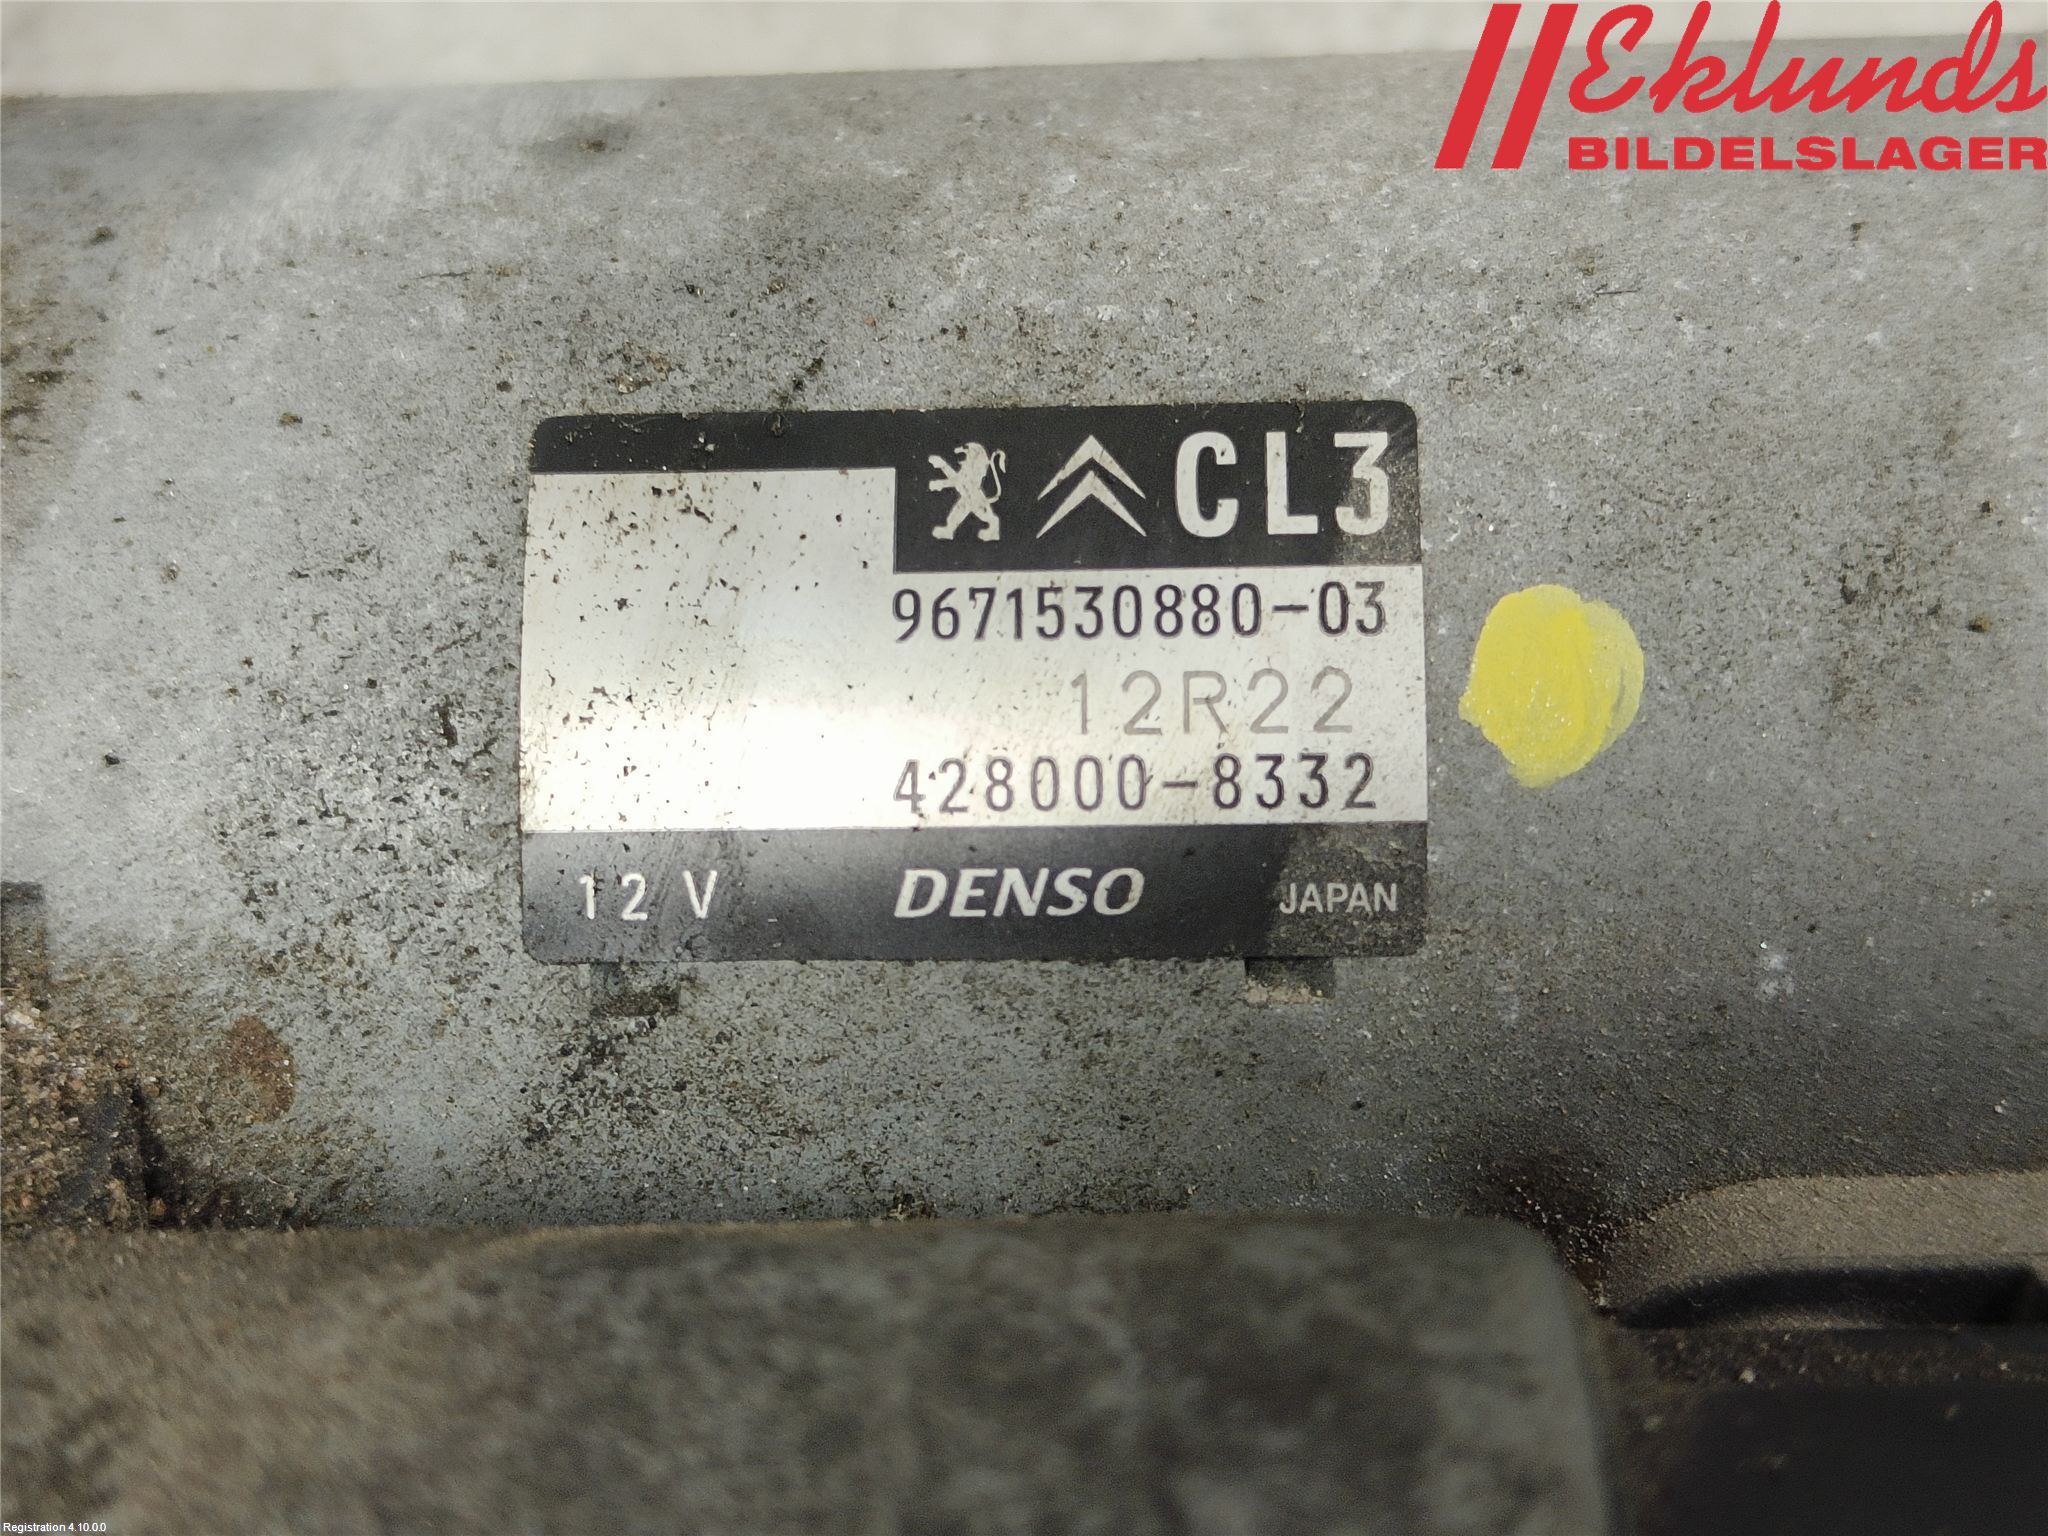 Eklunds
BILDELSLAGER
CL3
9671530880-03
12R22
428000-8332
12 V DENSO JAPAN
Registration 4.10.0.0